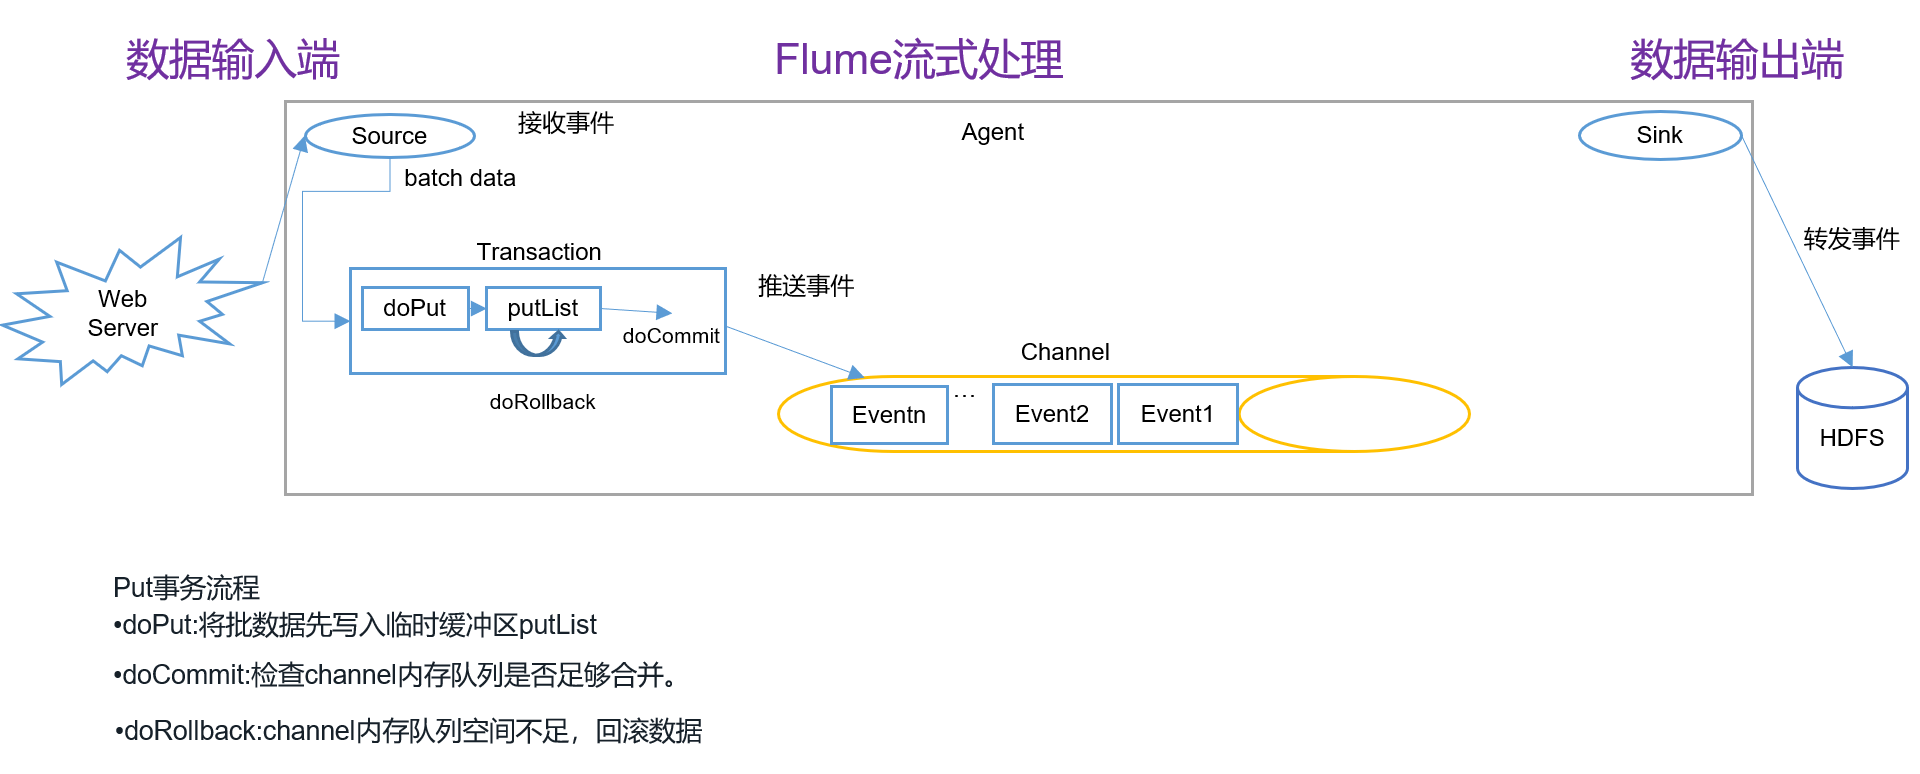 数据输入端
Flume流式处理
数据输出端
Source
接收事件
Agent
Sink
batch data
转发事件
Transaction
推送事件
Web
Server
doPut
putList
doCommit
Channel
doRollback
Eventn
...
Event2
Event1
HDFS
Put事务流程
•doPut:将批数据先写入临时缓冲区putList
•doCommit:检查channel内存队列是否足够合并。
•doRollback:channel内存队列空间不足，回滚数据